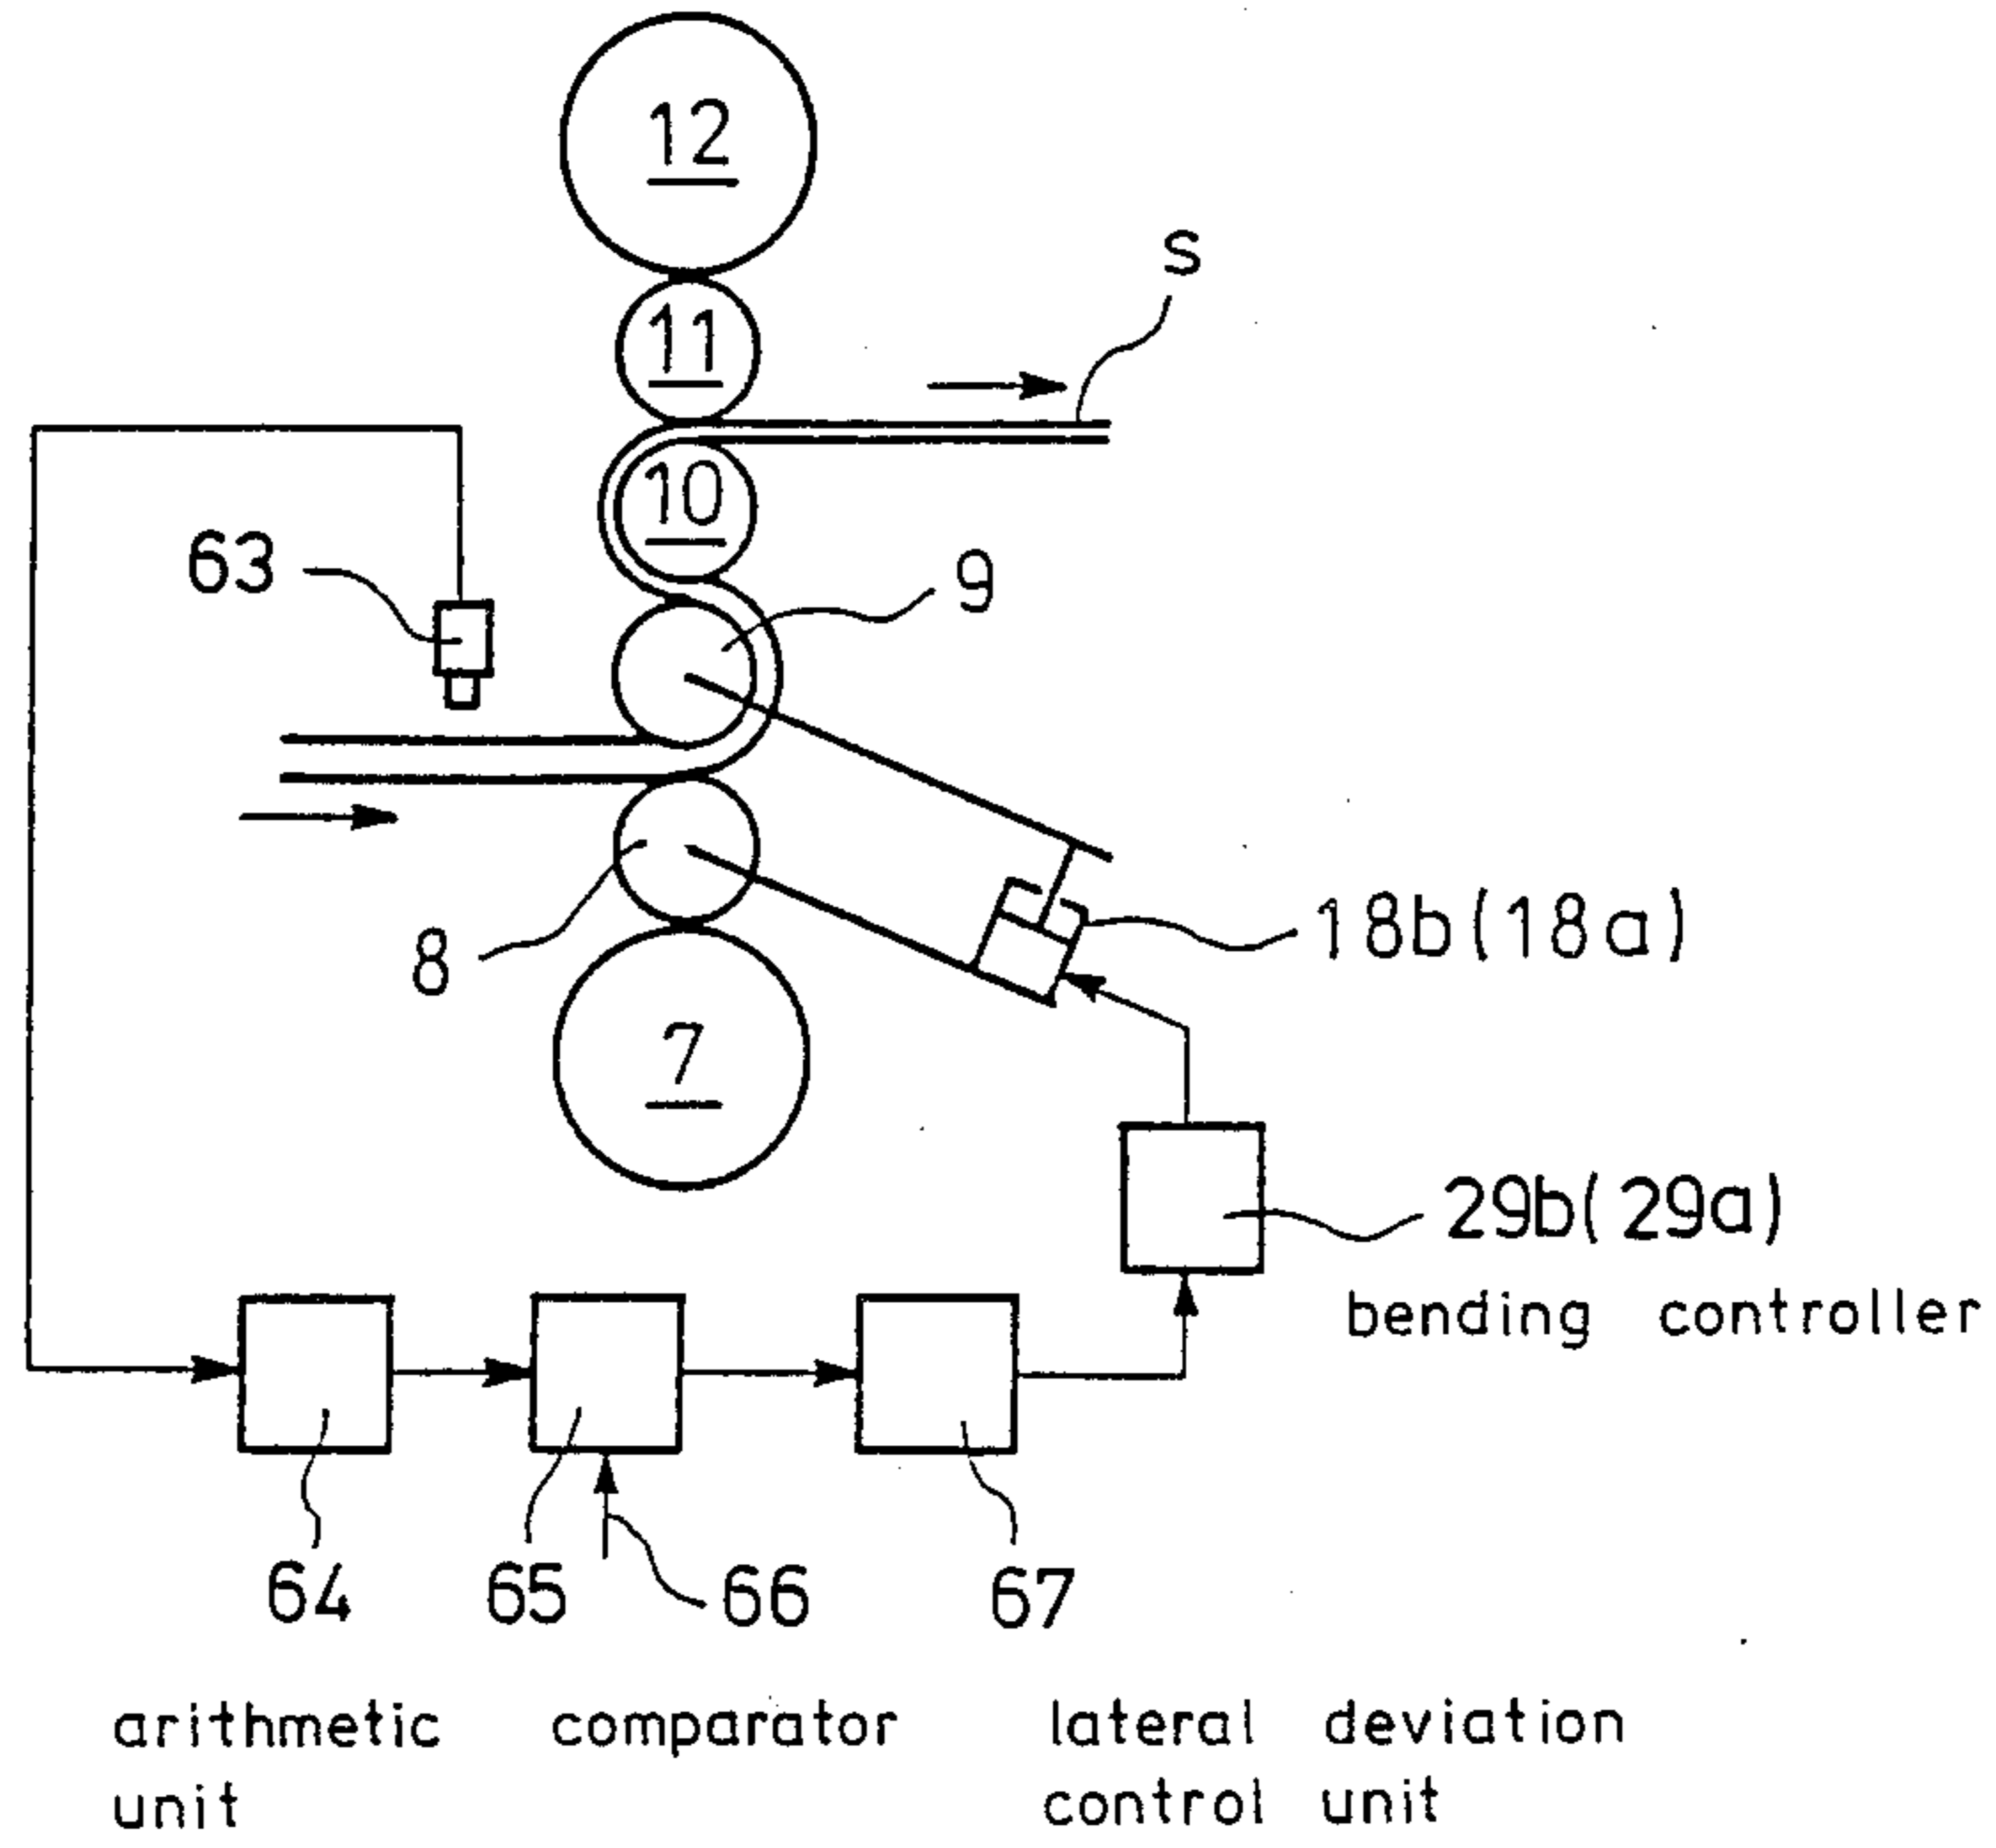 12
11
S
10
63
9
18b(18a)
8
7
29b(29a)
bending controller
64
65
66
67
arithmetic unit
comparator
lateral deviation control unit